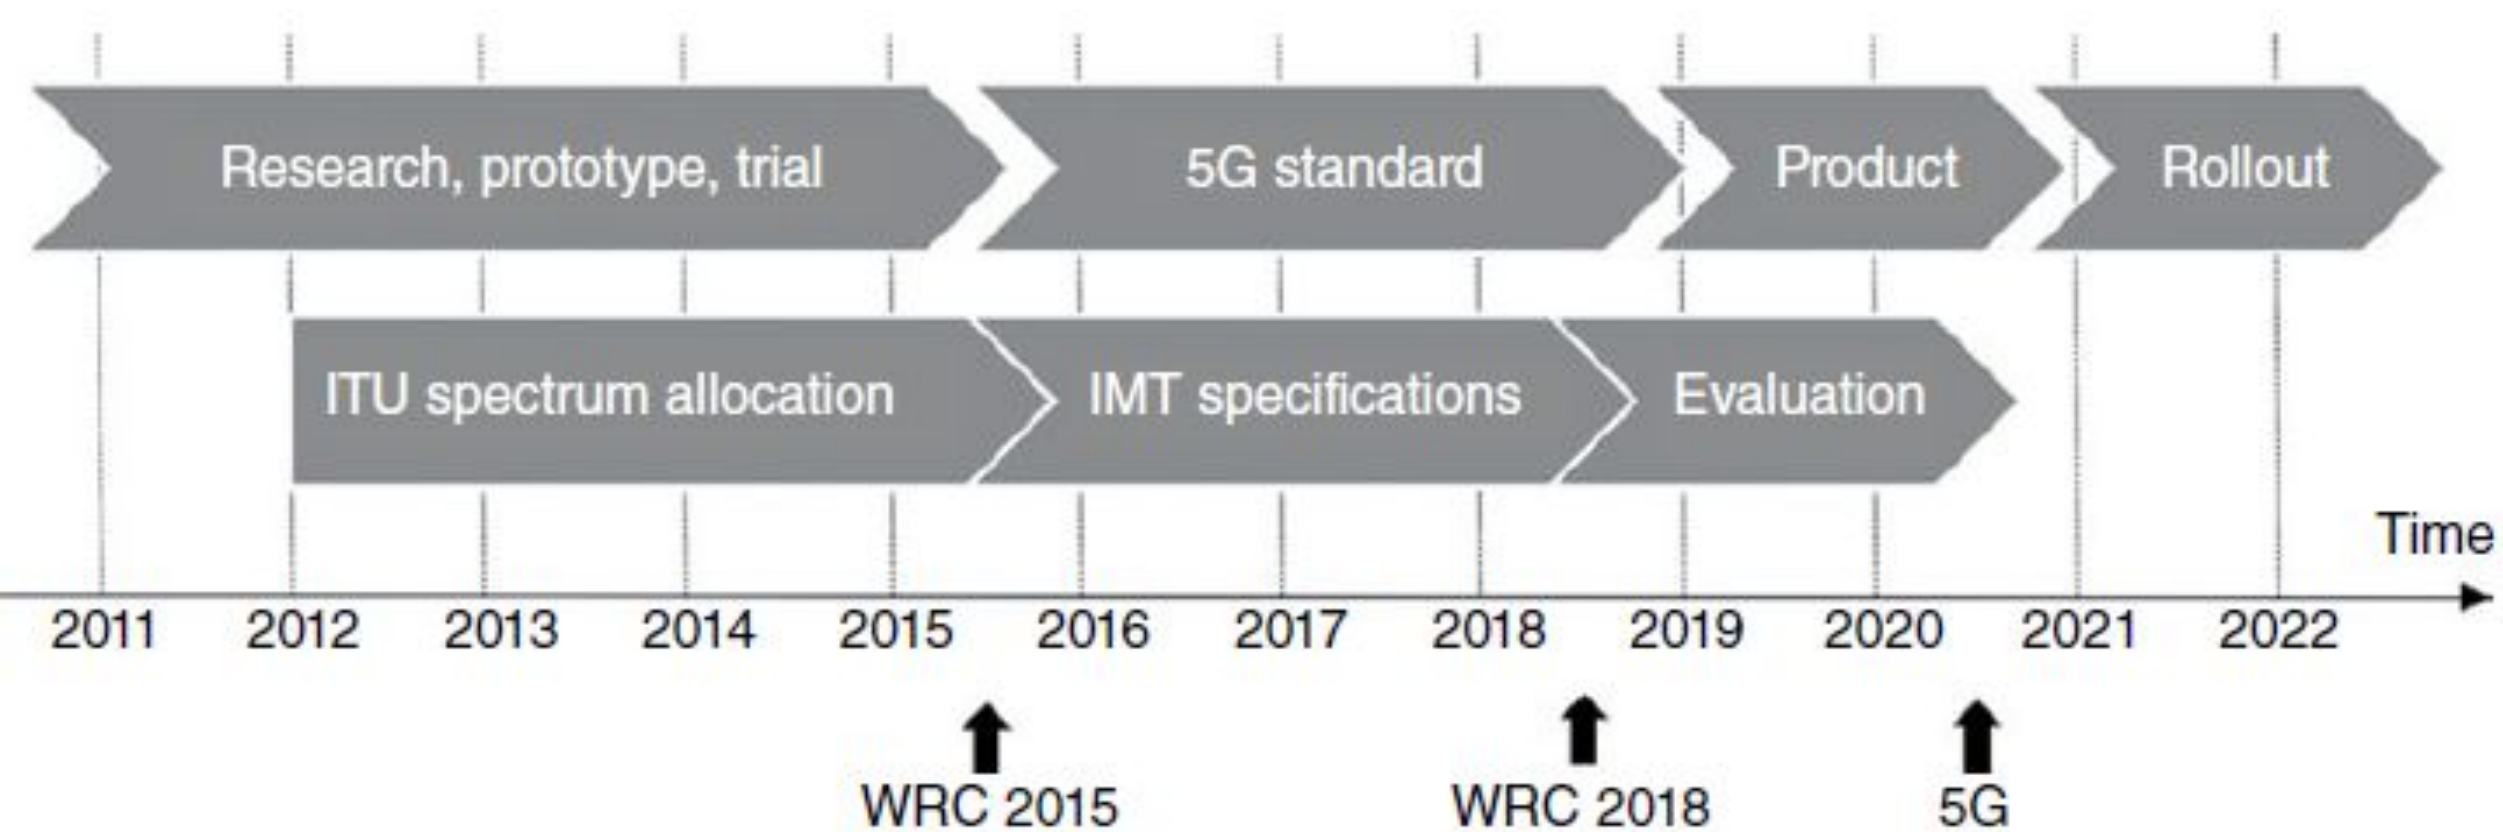 Research, prototype, trial
5G standard
Product
Rollout
ITU spectrum allocation
IMT specifications
Evaluation
Time
2011
2012
2013
2014
2015
2016
2017
2018
2019
2020
2021
2022
WRC 2015
WRC 2018
5G